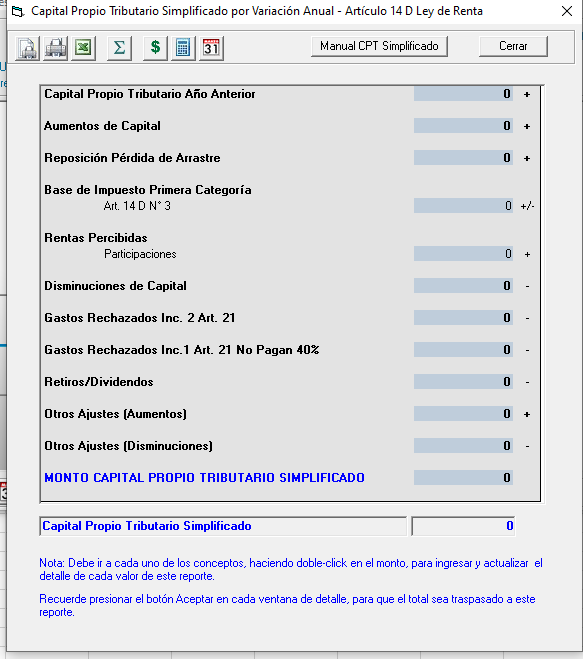 Capital Propio Tributario Simplificado por Variación Anual - Artículo 14 D Ley de Renta
Σ $ 31 Manual CPT Simplificado Cerrar
Capital Propio Tributario Año Anterior 0 +
Aumentos de Capital 0 +
Reposición Pérdida de Arrastre 0 +
Base de Impuesto Primera Categoría
Art. 14 D N° 3 0 +/-
Rentas Percibidas
Participaciones 0 +
Disminuciones de Capital 0 -
Gastos Rechazados Inc. 2 Art. 21 0 -
Gastos Rechazados Inc.1 Art. 21 No Pagan 40% 0 -
Retiros/Dividendos 0 -
Otros Ajustes (Aumentos) 0 +
Otros Ajustes (Disminuciones) 0 -
MONTO CAPITAL PROPIO TRIBUTARIO SIMPLIFICADO 0
Capital Propio Tributario Simplificado 0
Nota: Debe ir a cada uno de los conceptos, haciendo doble-click en el monto, para ingresar y actualizar el
detalle de cada valor de este reporte.
Recuerde presionar el botón Aceptar en cada ventana de detalle, para que el total sea traspasado a este
reporte.